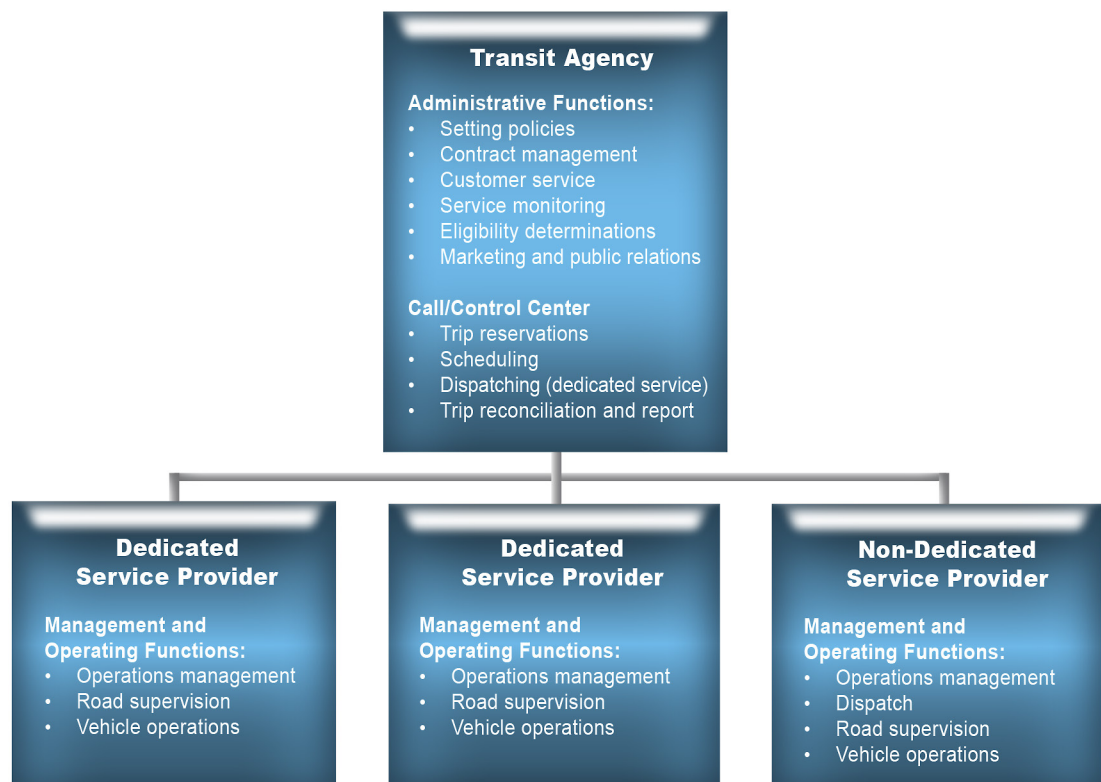 Transit Agency
Administrative Functions:
• Setting policies
• Contract management
• Customer service
• Service monitoring
• Eligibility determinations
• Marketing and public relations
Call/Control Center
• Trip reservations
• Scheduling
• Dispatching (dedicated service)
• Trip reconciliation and report
Dedicated
Service Provider
Management and
Operating Functions:
• Operations management
• Road supervision
• Vehicle operations
Dedicated
Service Provider
Management and
Operating Functions:
• Operations management
• Road supervision
• Vehicle operations
Non-Dedicated
Service Provider
Management and
Operating Functions:
• Operations management
• Dispatch
• Road supervision
• Vehicle operations